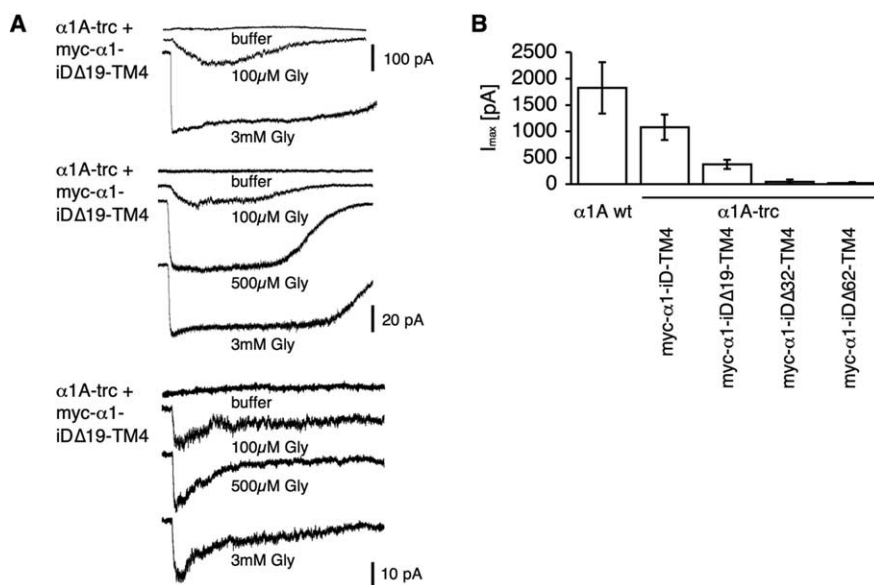 A
α1A-trc +
myc-α1-
iDΔ19-TM4
buffer
100µM Gly
100 pA
3mM Gly
α1A-trc +
myc-α1-
iDΔ19-TM4
buffer
100µM Gly
500µM Gly
20 pA
3mM Gly
α1A-trc +
myc-α1-
iDΔ19-TM4
buffer
100µM Gly
500µM Gly
3mM Gly
10 pA
B
Imax [pA]
2500
2000
1500
1000
500
0
α1A wt
α1A-trc
myc-α1-iD-TM4
myc-α1-iDΔ19-TM4
myc-α1-iDΔ32-TM4
myc-α1-iDΔ62-TM4